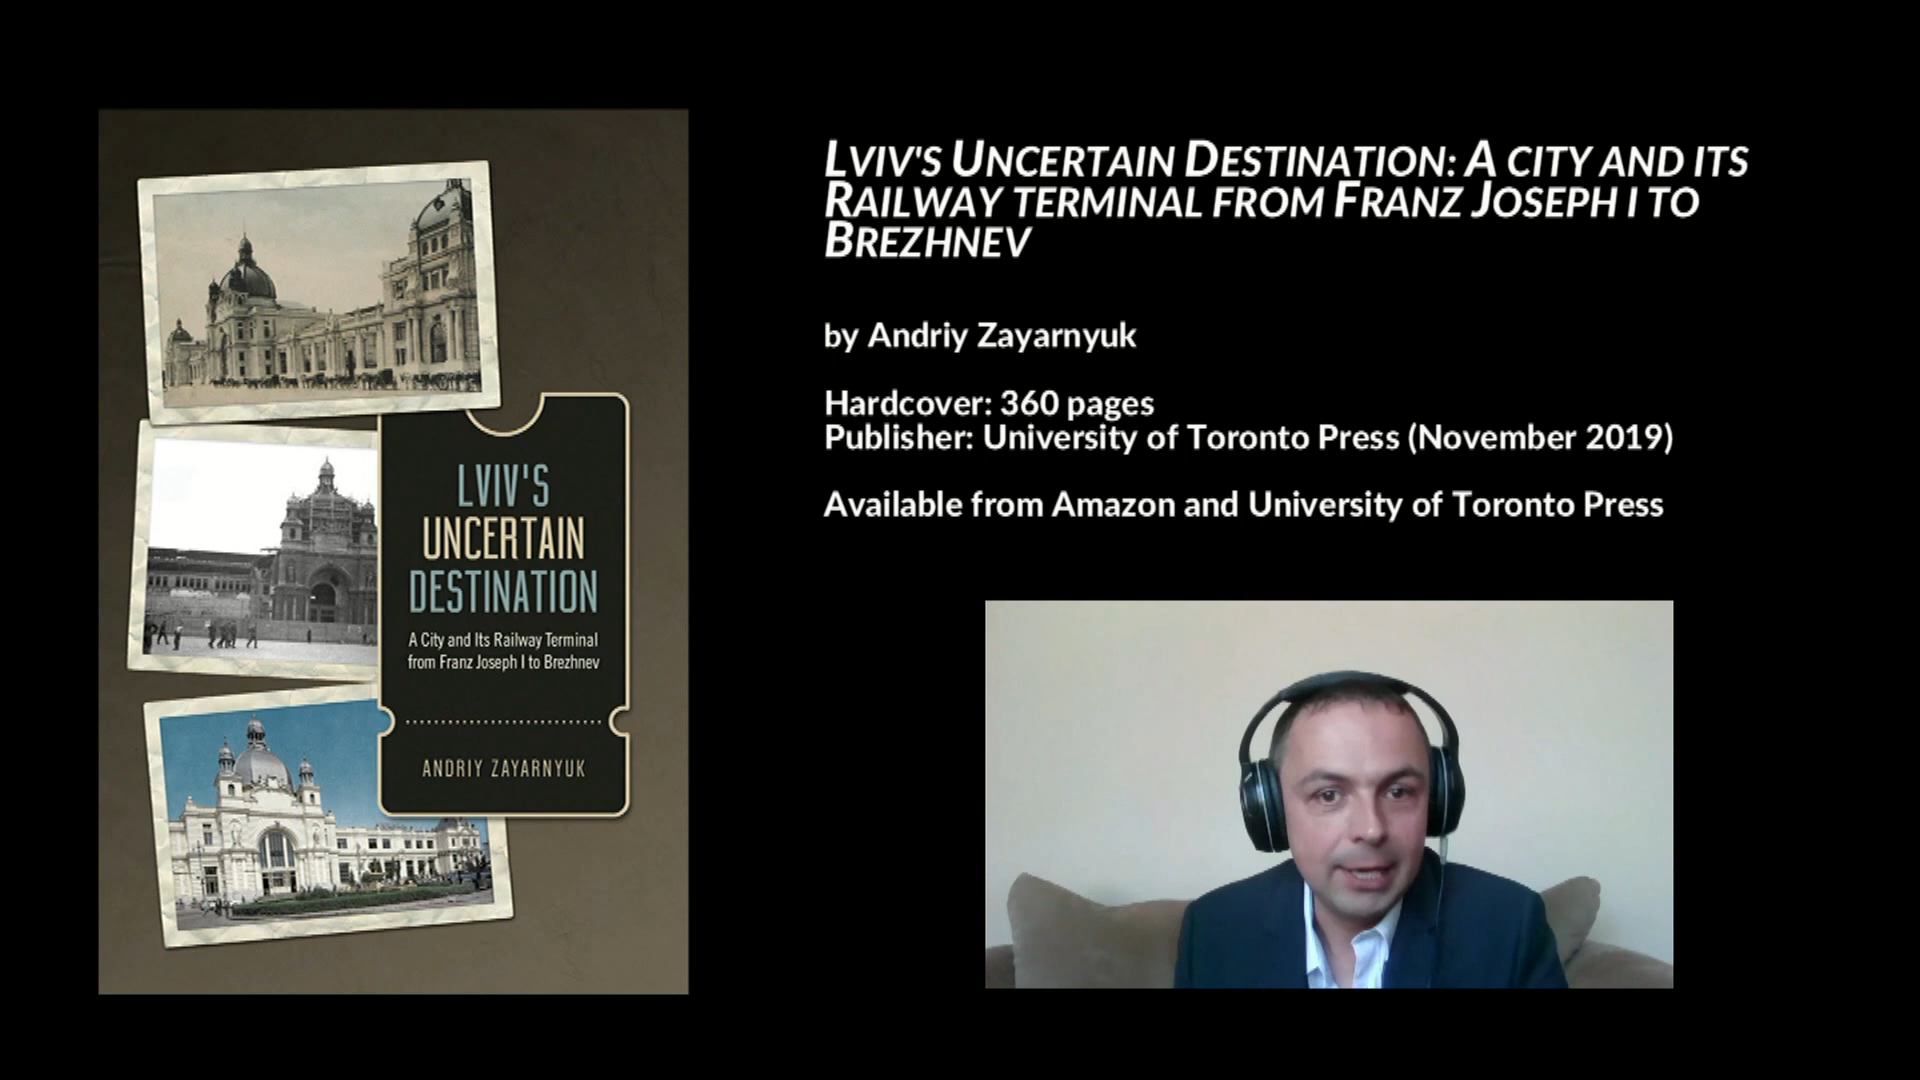 LVIV'S
UNCERTAIN
DESTINATION
A City and Its Railway Terminal
from Franz Joseph I to Brezhnev
ANDRIY ZAYARNYUK
LVIV'S UNCERTAIN DESTINATION: A CITY AND ITS
RAILWAY TERMINAL FROM FRANZ JOSEPH I TO
BREZHNEV
by Andriy Zayarnyuk
Hardcover: 360 pages
Publisher: University of Toronto Press (November 2019)
Available from Amazon and University of Toronto Press